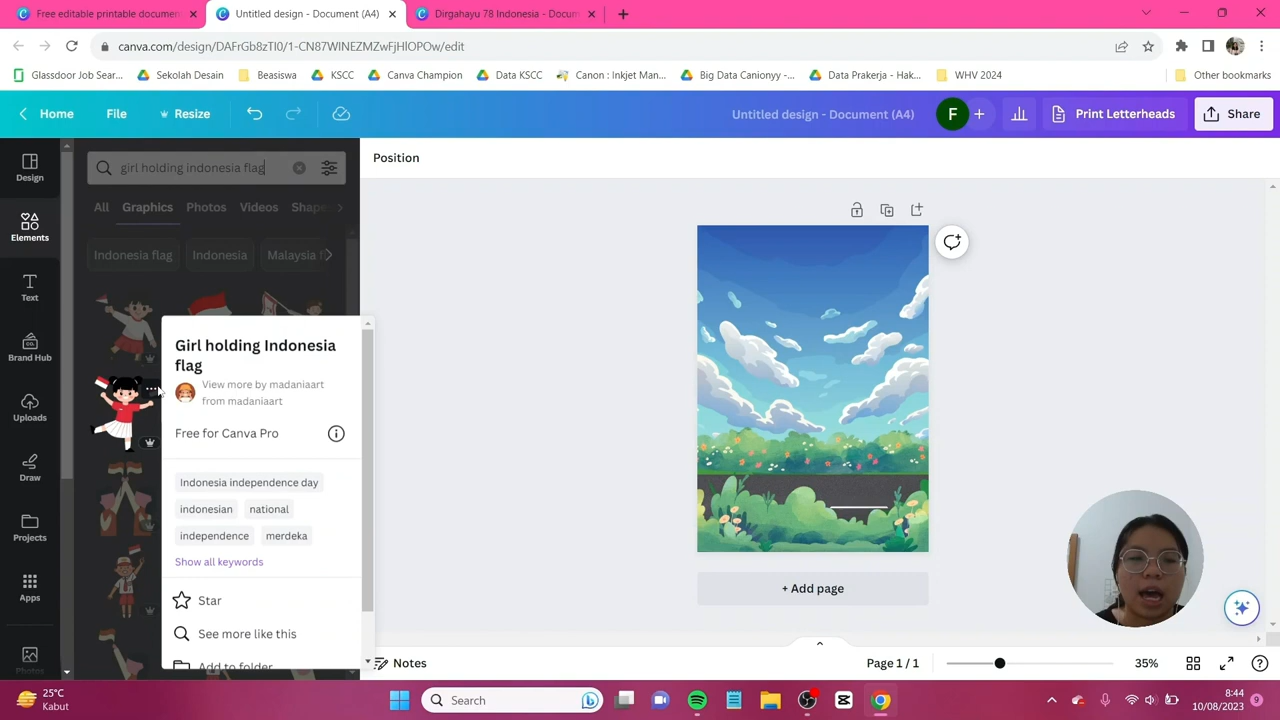 Free editable printable documen
Untitled design - Document (A4)
Dirgahayu 78 Indonesia - Docum
canva.com/design/DAFrGb8zTI0/1-CN87WlNEZMZwFjHlOPOw/edit
Glassdoor Job Sear...
Sekolah Desain
Beasiswa
KSCC
Canva Champion
Data KSCC
Canon : Inkjet Man...
Big Data Canionyy -...
Data Prakerja - Hak...
WHV 2024
Other bookmarks
Home
File
Resize
Untitled design - Document (A4)
F
Print Letterheads
Share
Design
Elements
Text
Brand Hub
Uploads
Draw
Projects
Apps
Photos
girl holding indonesia flag
All
Graphics
Photos
Videos
Shape
Indonesia flag
Indonesia
Malaysia f
Position
Girl holding Indonesia
flag
View more by madaniaart
from madaniaart
Free for Canva Pro
Indonesia independence day
indonesian
national
independence
merdeka
Show all keywords
Star
See more like this
Add to folder
+ Add page
Notes
Page 1 / 1
35%
25°C
Kabut
Search
8:44
10/08/2023